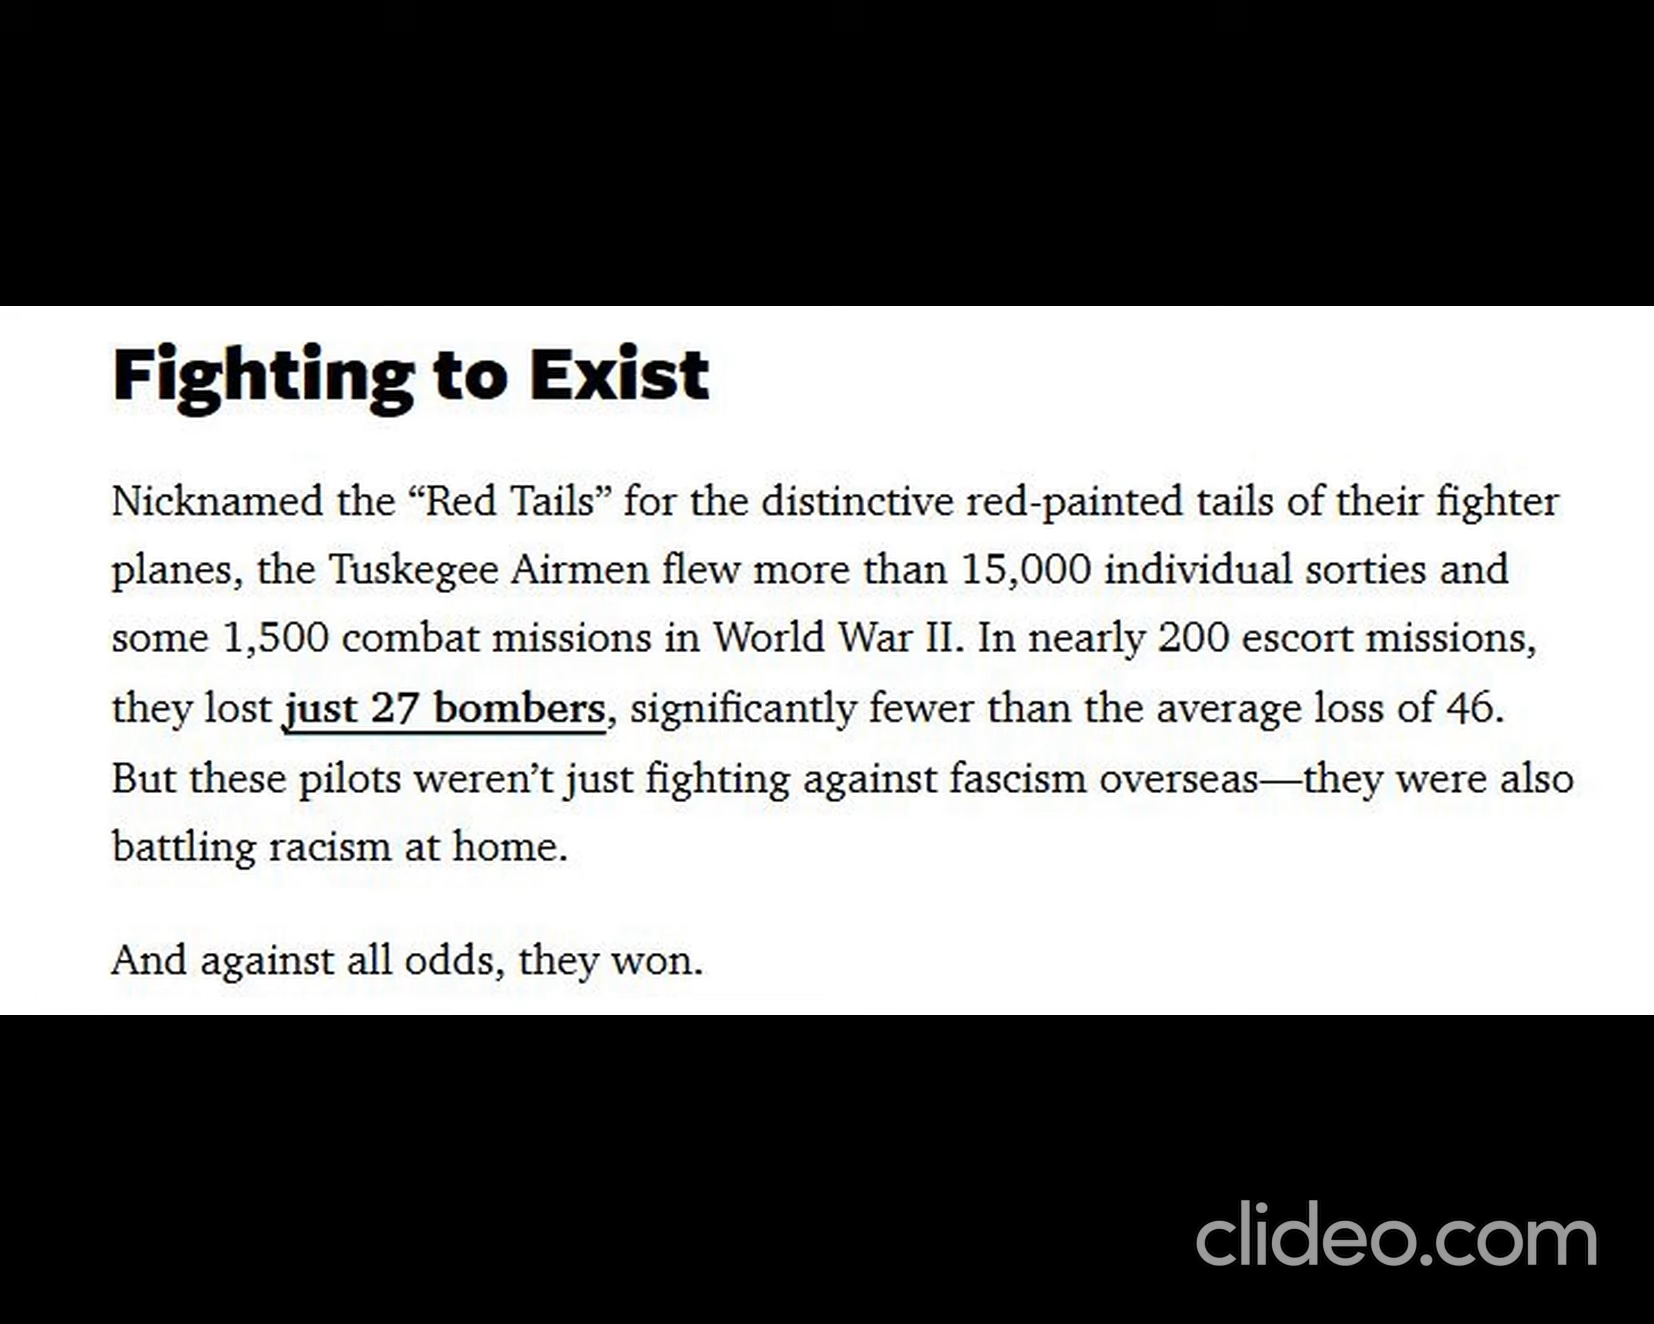 Fighting to Exist
Nicknamed the “Red Tails” for the distinctive red-painted tails of their fighter
planes, the Tuskegee Airmen flew more than 15,000 individual sorties and
some 1,500 combat missions in World War II. In nearly 200 escort missions,
they lost just 27 bombers, significantly fewer than the average loss of 46.
But these pilots weren’t just fighting against fascism overseas—they were also
battling racism at home.
And against all odds, they won.
clideo.com